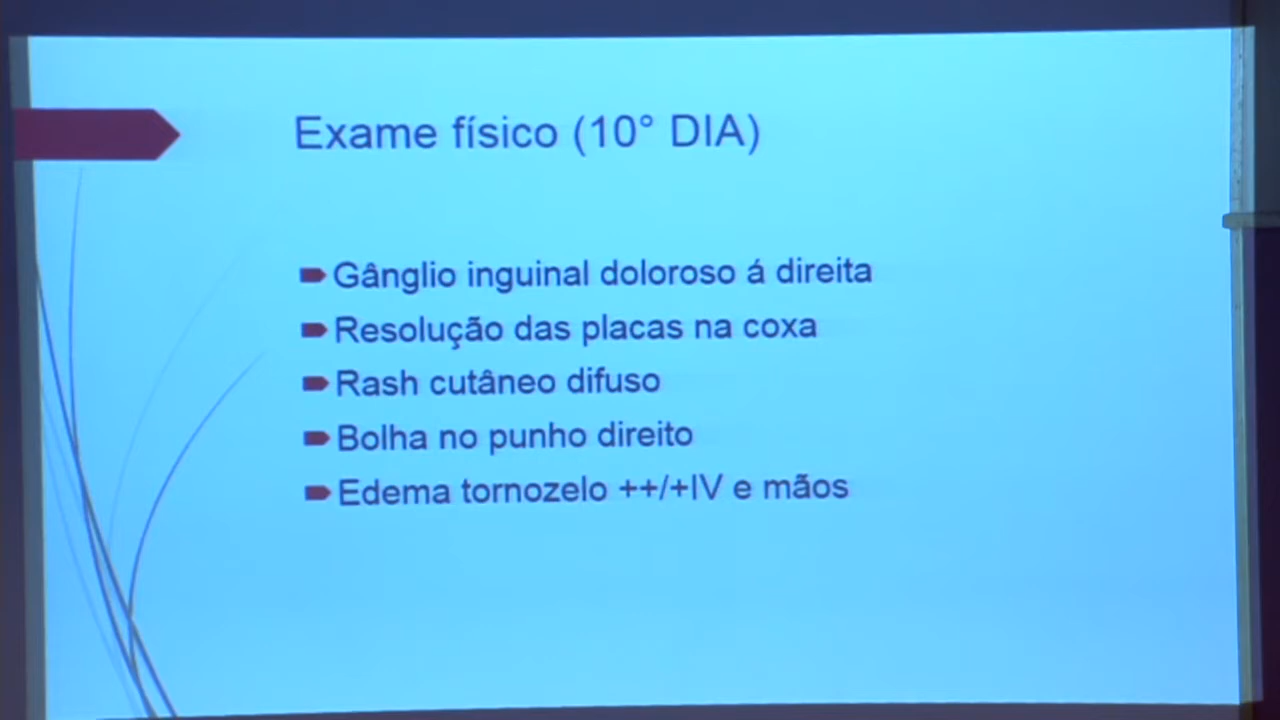 Exame físico (10° DIA)
Gânglio inguinal doloroso á direita
Resolução das placas na coxa
Rash cutâneo difuso
Bolha no punho direito
Edema tornozelo ++/+IV e mãos